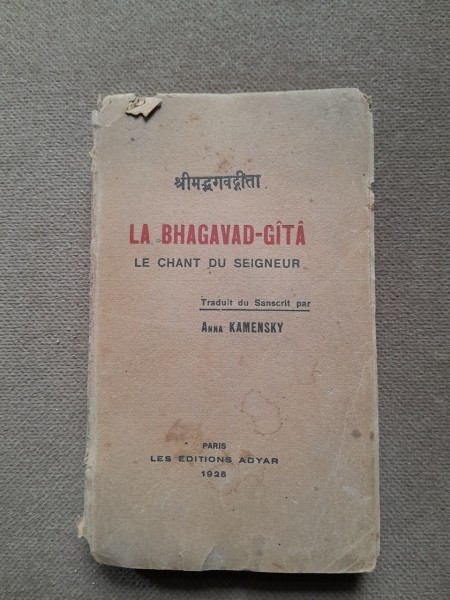 श्रीमद्भगवद्गीता
LA BHAGAVAD-GÎTÂ
LE CHANT DU SEIGNEUR
Traduit du Sanscrit par
ANNA KAMENSKY
PARIS
LES EDITIONS ADYAR
1928